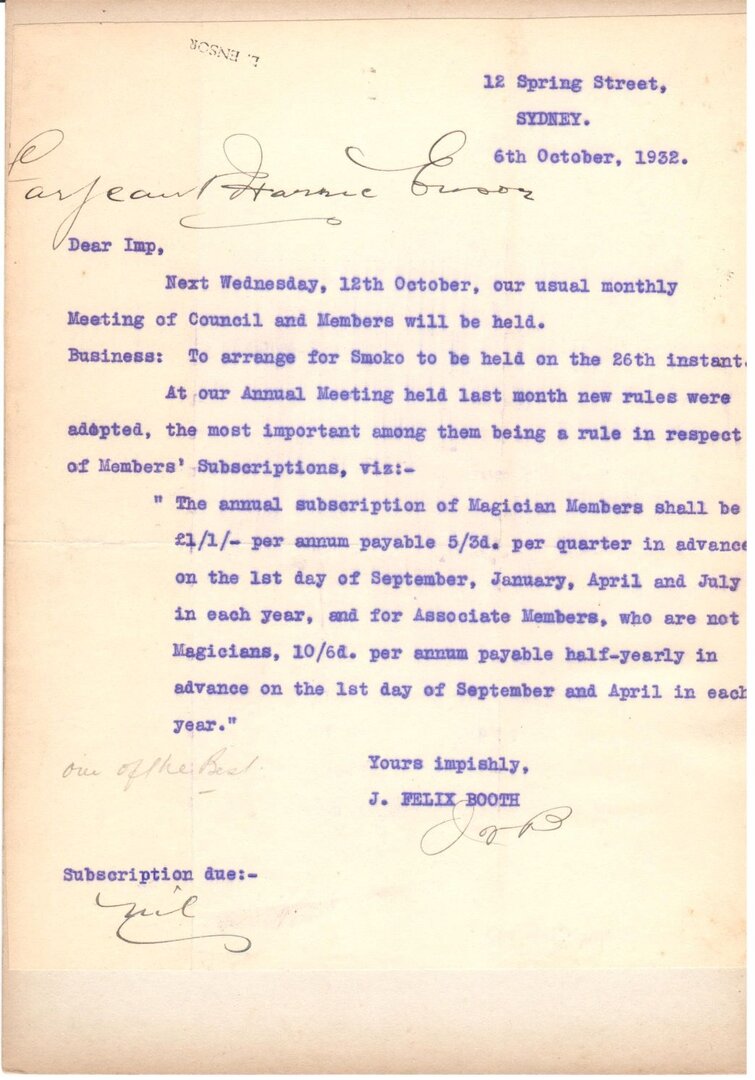 L. ENSOR
12 Spring Street,
SYDNEY.
6th October, 1932.
Harrie Ensor
Dear Imp,
Next Wednesday, 12th October, our usual monthly
Meeting of Council and Members will be held.
Business: To arrange for Smoko to be held on the 26th instant.
At our Annual Meeting held last month new rules were
adopted, the most important among them being a rule in respect
of Members' Subscriptions, viz:-
" The annual subscription of Magician Members shall be
£1/1/- per annum payable 5/3d. per quarter in advance
on the 1st day of September, January, April and July
in each year, and for Associate Members, who are not
Magicians, 10/6d. per annum payable half-yearly in
advance on the 1st day of September and April in each
year."
one of the Best.
Yours impishly,
J. FELIX BOOTH
Subscription due:-
nil